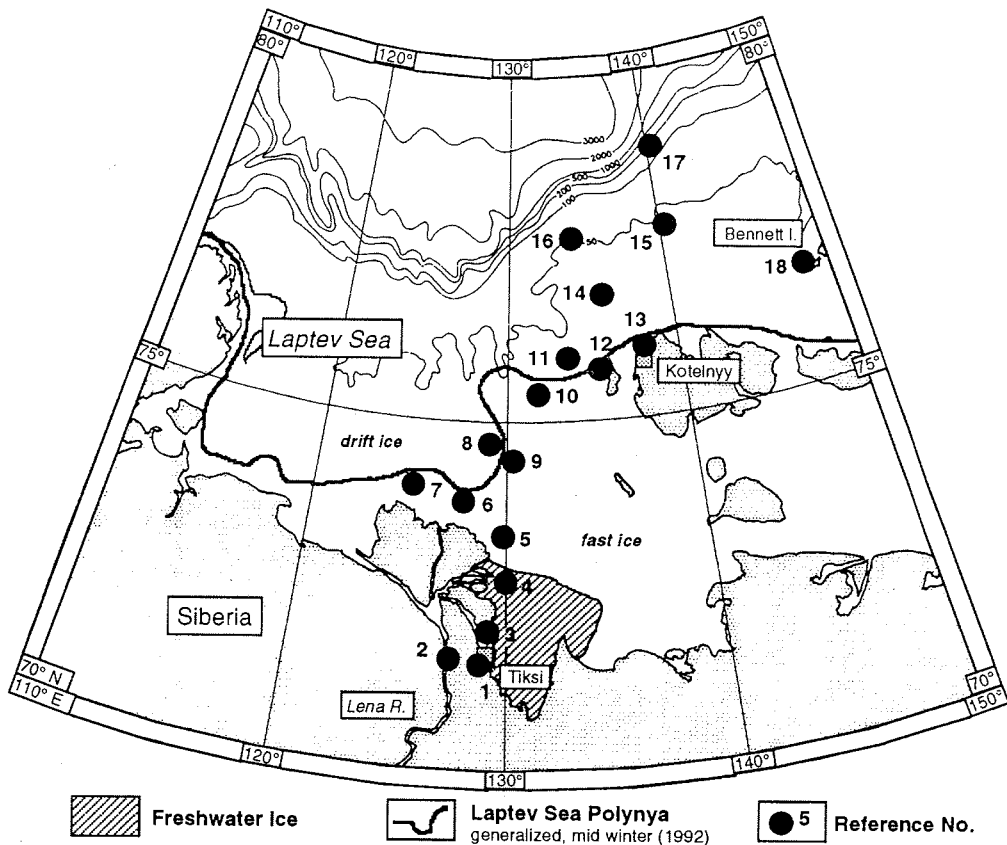 110°
80°
120°
130°
140°
150°
80°
3000
2000
1000
500
200
100
17
16
50
15
Bennett I.
18
14
13
Laptev Sea
12
11
75°
75°
Kotelnyy
10
drift ice
8
9
7
6
5
fast ice
4
Siberia
3
2
1
Tiksi
70° N
110° E
Lena R.
70°
150°
120°
130°
140°
Freshwater Ice
Laptev Sea Polynya
generalized, mid winter (1992)
5
Reference No.